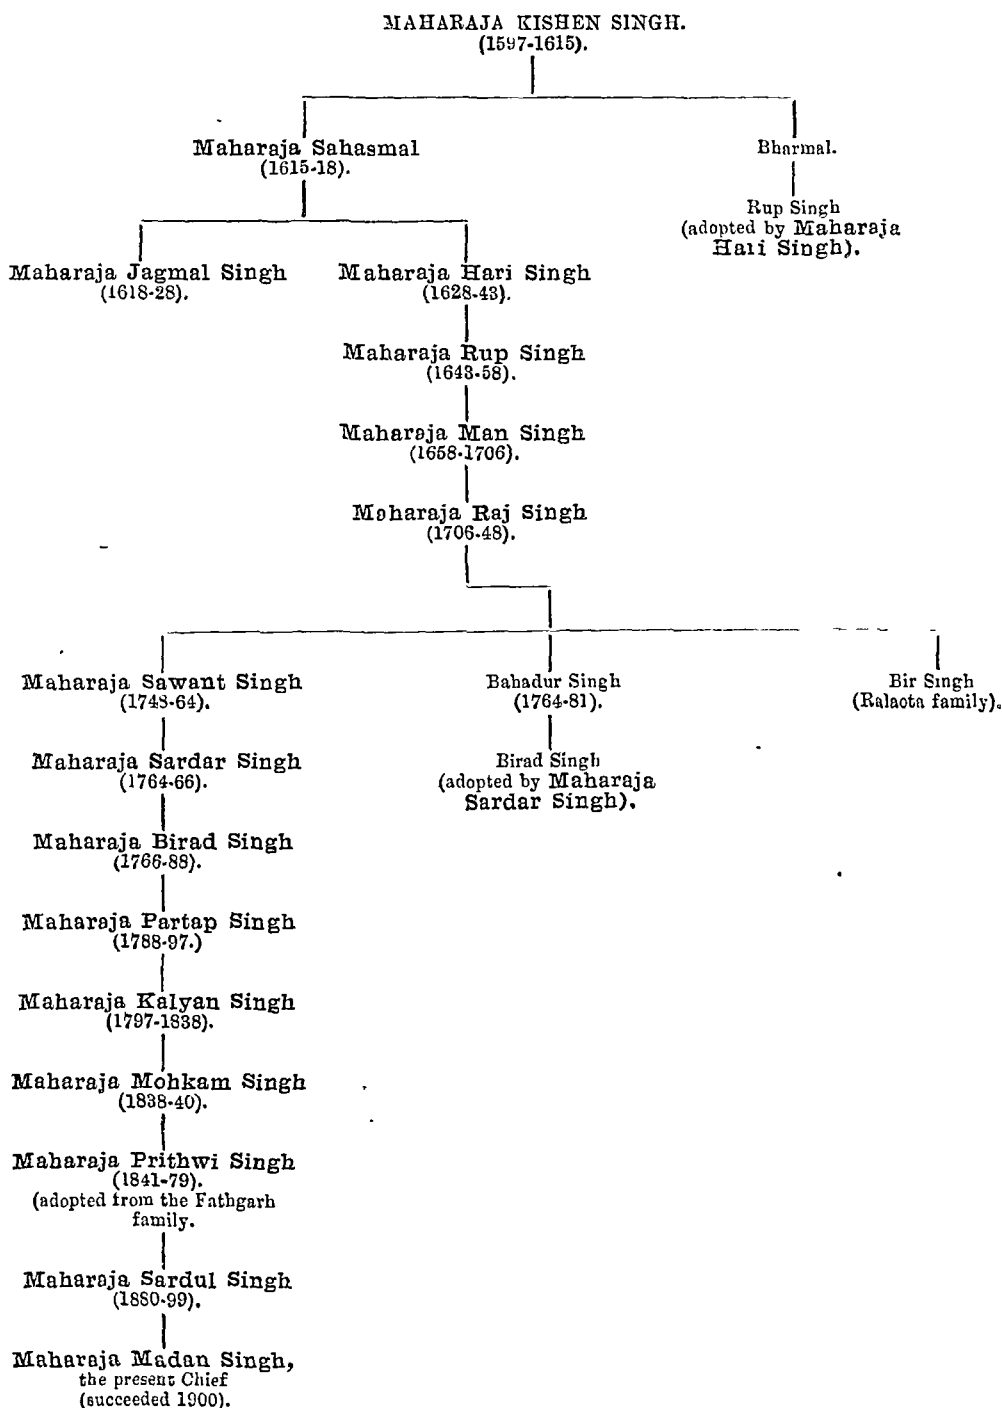 MAHARAJA KISHEN SINGH.
(1597-1615).
Maharaja Sahasmal
(1615-18).
Bharmal.
Rup Singh
(adopted by Maharaja
Hari Singh).
Maharaja Jagmal Singh
(1618-28).
Maharaja Hari Singh
(1628-43).
Maharaja Rup Singh
(1643-58).
Maharaja Man Singh
(1658-1706).
Maharaja Raj Singh
(1706-48).
Maharaja Sawant Singh
(1748-64).
Bahadur Singh
(1764-81).
Bir Singh
(Ralaota family).
Maharaja Sardar Singh
(1764-66).
Birad Singh
(adopted by Maharaja
Sardar Singh).
Maharaja Birad Singh
(1766-88).
Maharaja Partap Singh
(1788-97.)
Maharaja Kalyan Singh
(1797-1838).
Maharaja Mohkam Singh
(1838-40).
Maharaja Prithwi Singh
(1841-79).
(adopted from the Fathgarh
family.
Maharaja Sardul Singh
(1880-99).
Maharaja Madan Singh,
the present Chief
(succeeded 1900).